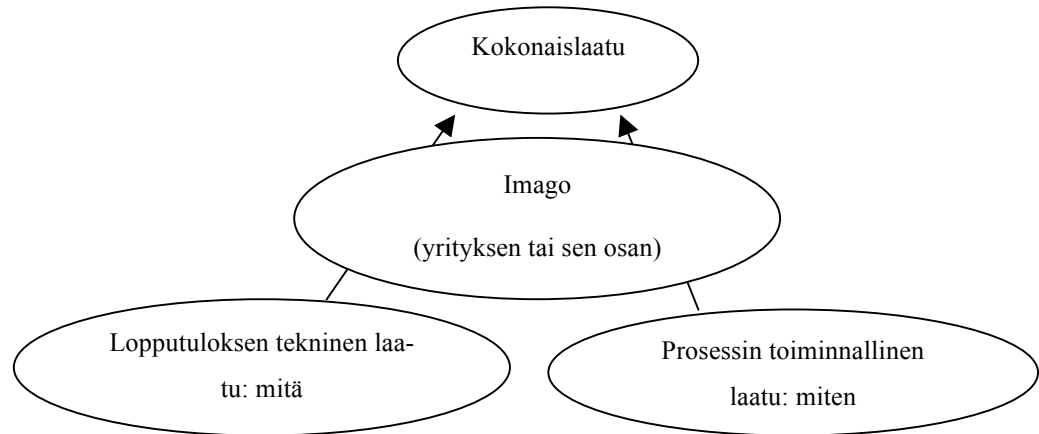 Kokonaislaatu
Imago
(yrityksen tai sen osan)
Lopputuloksen tekninen laa-
tu: mitä
Prosessin toiminnallinen
laatu: miten